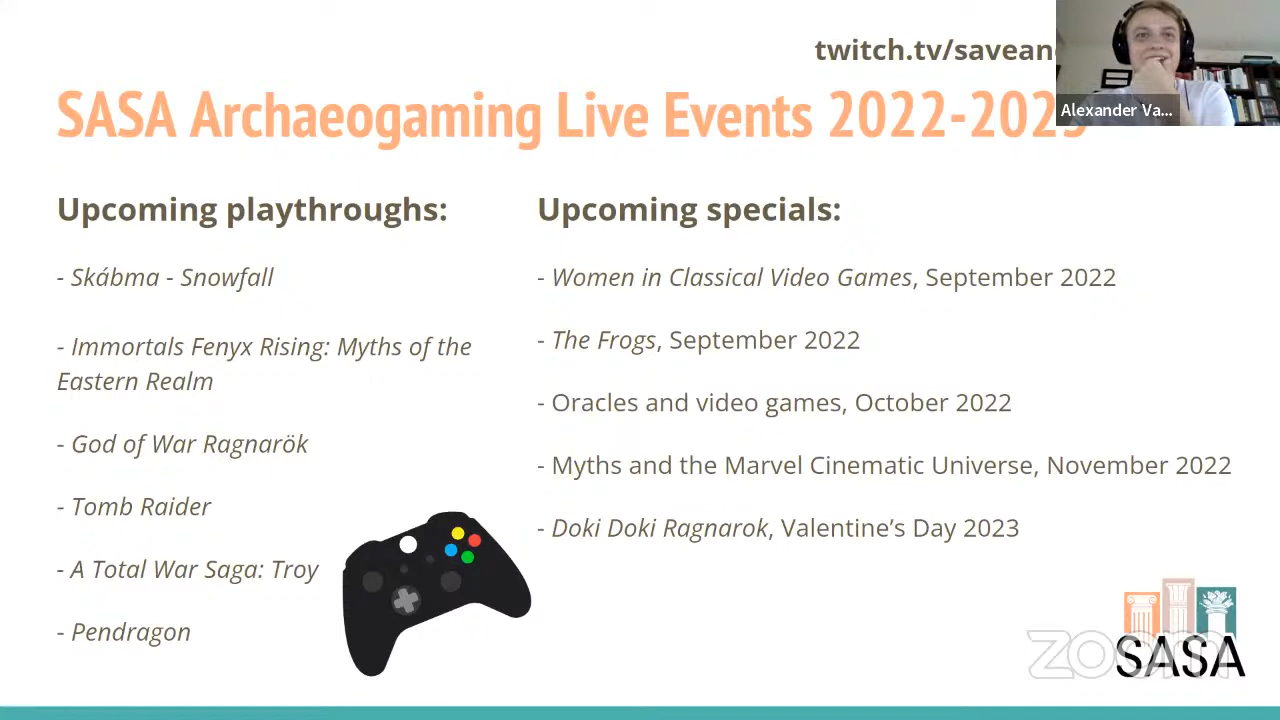 twitch.tv/saveanc
Alexander Va...
SASA Archaeogaming Live Events 2022-2023
Upcoming playthroughs:
- Skábma - Snowfall
- Immortals Fenyx Rising: Myths of the
Eastern Realm
- God of War Ragnarök
- Tomb Raider
- A Total War Saga: Troy
- Pendragon
Upcoming specials:
- Women in Classical Video Games, September 2022
- The Frogs, September 2022
- Oracles and video games, October 2022
- Myths and the Marvel Cinematic Universe, November 2022
- Doki Doki Ragnarok, Valentine’s Day 2023
zoom
SASA